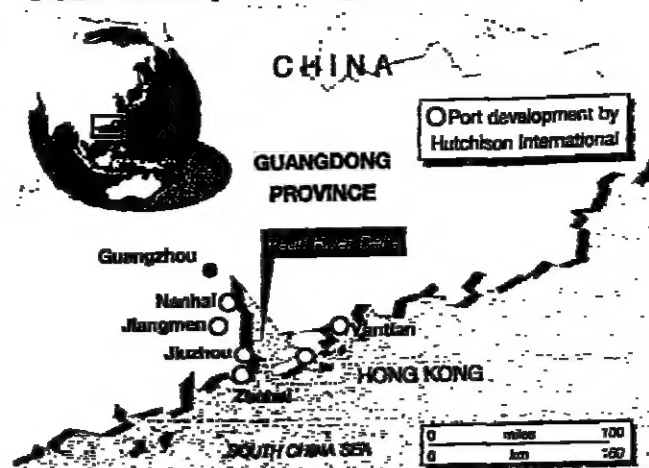 CHINA
Port development by
Hutchison International
GUANGDONG
PROVINCE
Pearl River Delta
Guangzhou
Nanhai
Jiangmen
Yantian
Jiuzhou
HONG KONG
Zhuhai
SOUTH CHINA SEA
0 miles 100
0 km